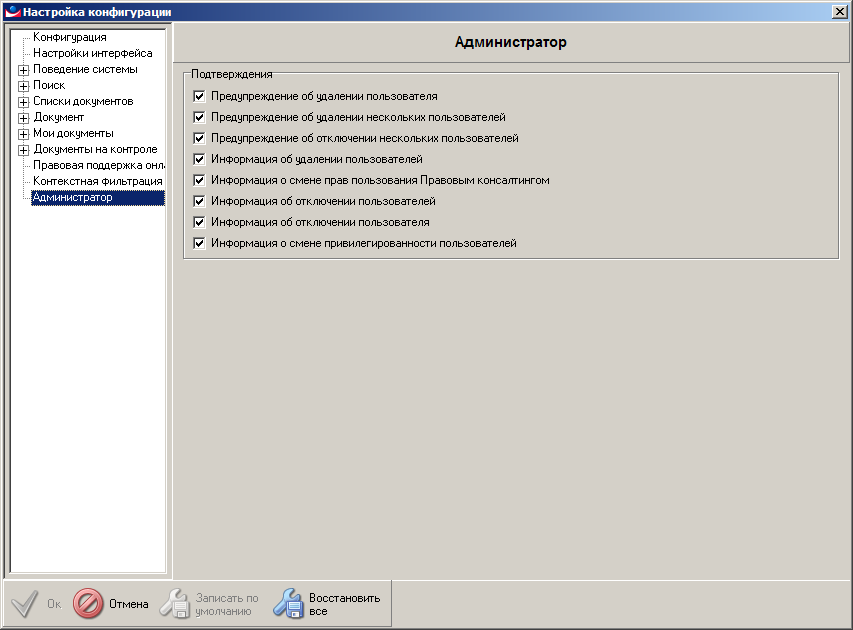 Настройка конфигурации
Конфигурация
Настройки интерфейса
Поведение системы
Поиск
Списки документов
Документ
Мои документы
Документы на контроле
Правовая поддержка онл
Контекстная фильтрация
Администратор
Администратор
Подтверждения
Предупреждение об удалении пользователя
Предупреждение об удалении нескольких пользователей
Предупреждение об отключении нескольких пользователей
Информация об удалении пользователей
Информация о смене прав пользования Правовым консалтингом
Информация об отключении пользователей
Информация об отключении пользователя
Информация о смене привилегированности пользователей
Ок
Отмена
Записать по
умолчанию
Восстановить
все